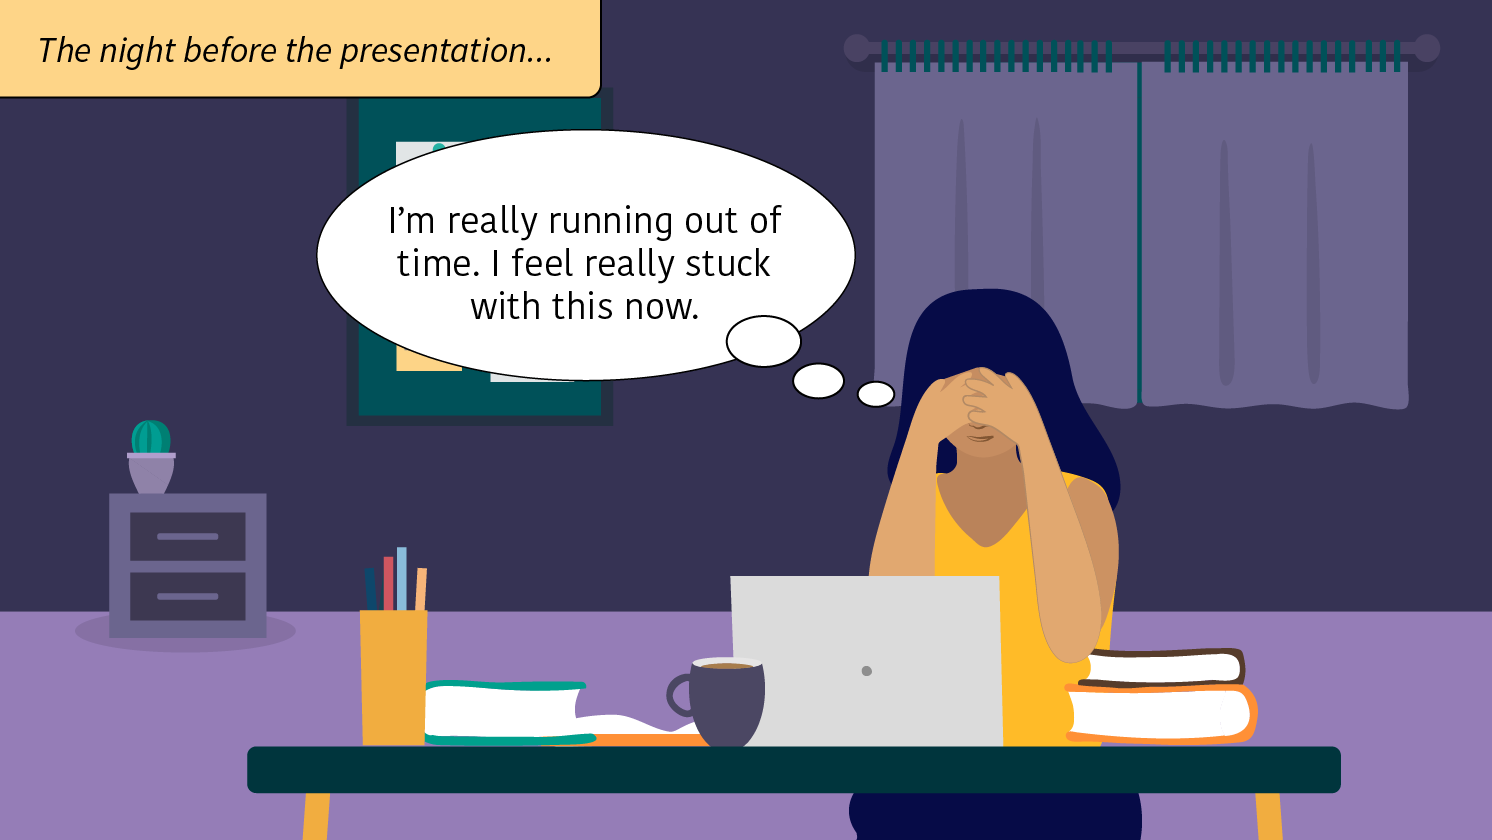 The night before the presentation...
I’m really running out of
time. I feel really stuck
with this now.